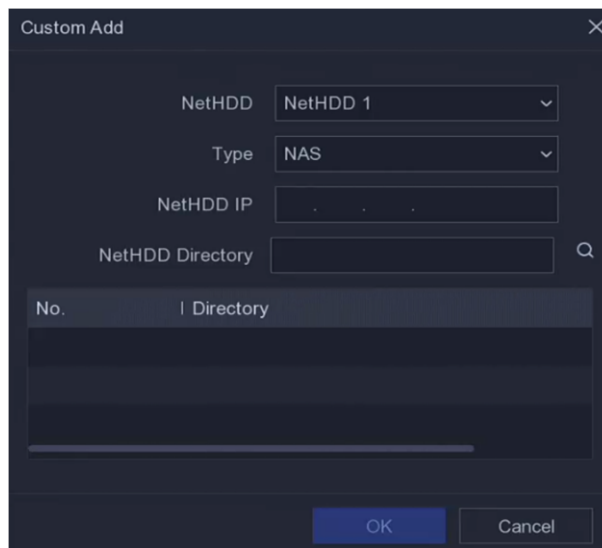 Custom Add
NetHDD NetHDD 1
Type NAS
NetHDD IP . . .
NetHDD Directory
No. Directory
OK Cancel